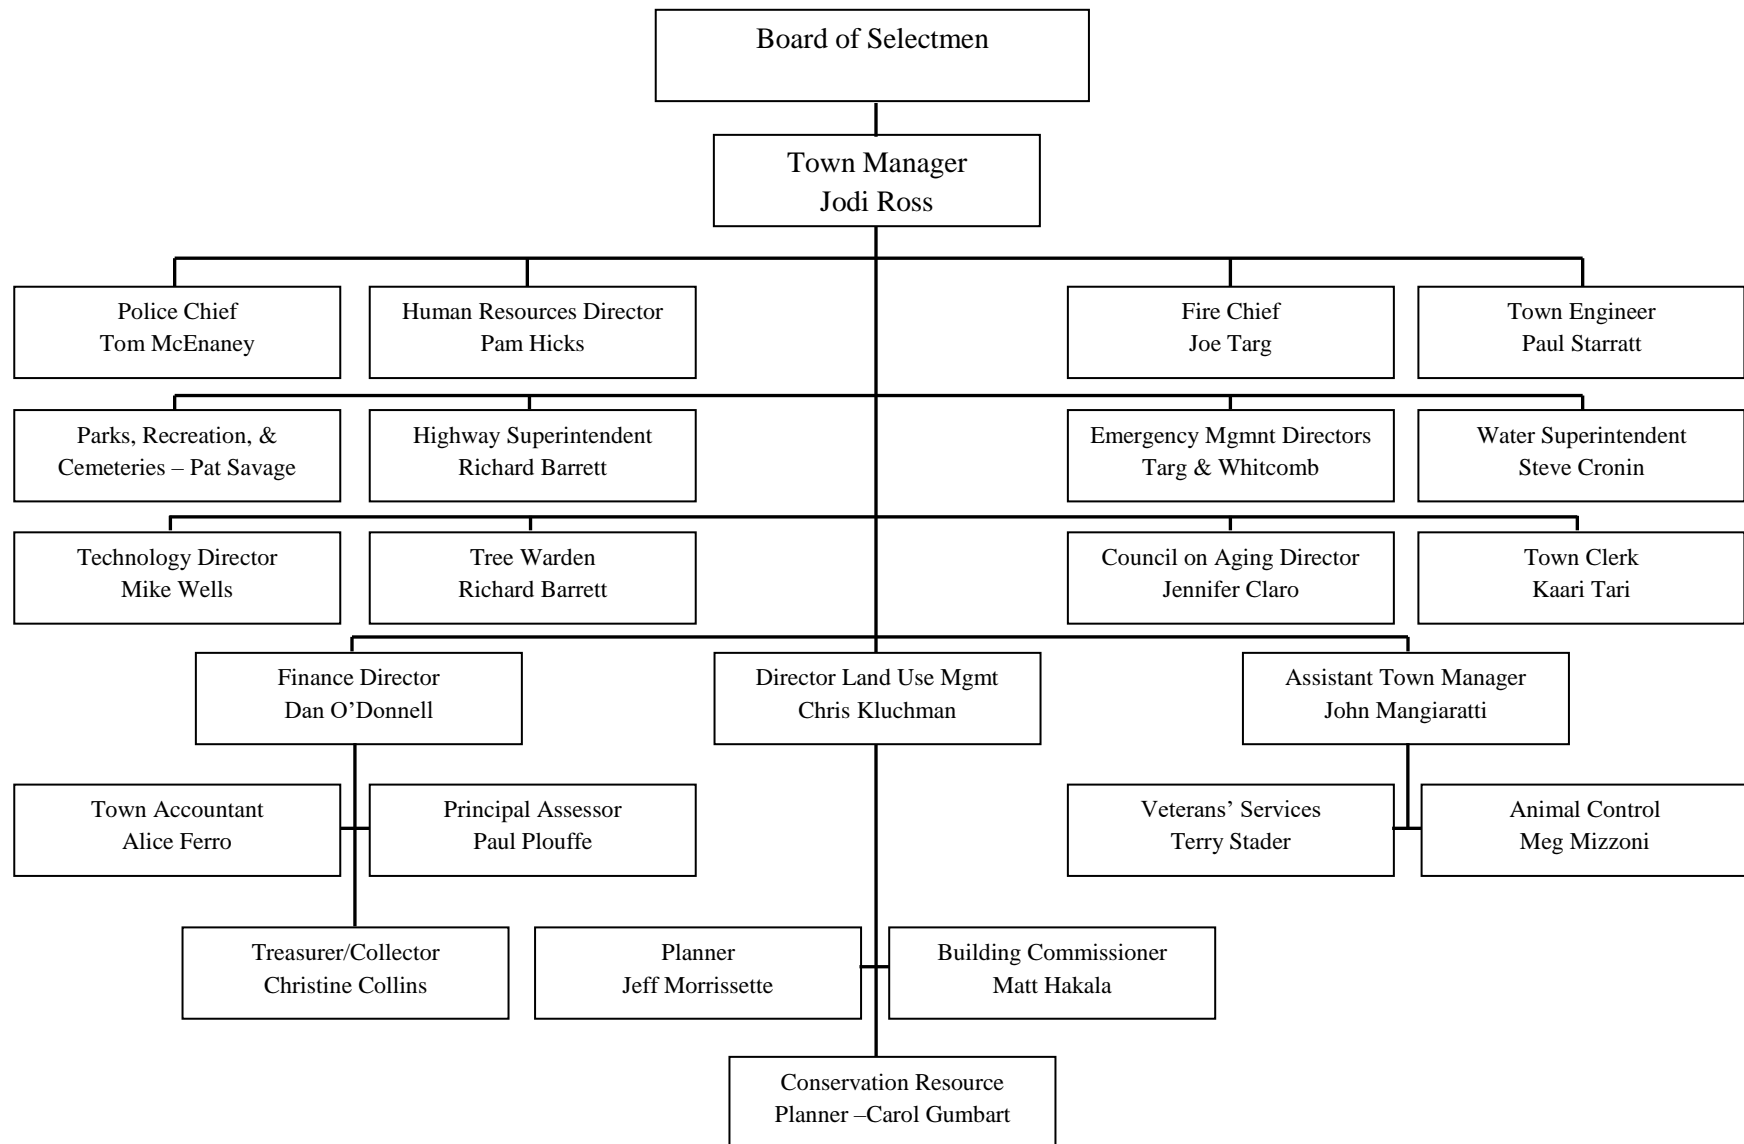 Board of Selectmen
Town Manager
Jodi Ross
Police Chief
Tom McEnaney
Human Resources Director
Pam Hicks
Fire Chief
Joe Targ
Town Engineer
Paul Starratt
Parks, Recreation, &
Cemeteries – Pat Savage
Highway Superintendent
Richard Barrett
Emergency Mgmnt Directors
Targ & Whitcomb
Water Superintendent
Steve Cronin
Technology Director
Mike Wells
Tree Warden
Richard Barrett
Council on Aging Director
Jennifer Claro
Town Clerk
Kaari Tari
Finance Director
Dan O’Donnell
Director Land Use Mgmt
Chris Kluchman
Assistant Town Manager
John Mangiaratti
Town Accountant
Alice Ferro
Principal Assessor
Paul Plouffe
Veterans’ Services
Terry Stader
Animal Control
Meg Mizzoni
Treasurer/Collector
Christine Collins
Planner
Jeff Morrissette
Building Commissioner
Matt Hakala
Conservation Resource
Planner –Carol Gumbart